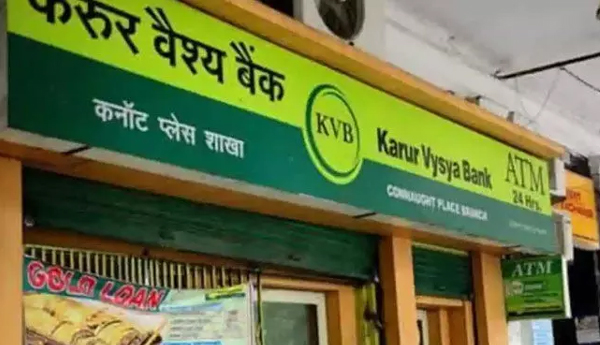 करुर वैश्य बैंक
कनॉट प्लेस शाखा
KVB
Karur Vysya Bank
CONNAUGHT PLACE BRANCH
ATM
24 Hrs.
GOLD LOAN
ATM